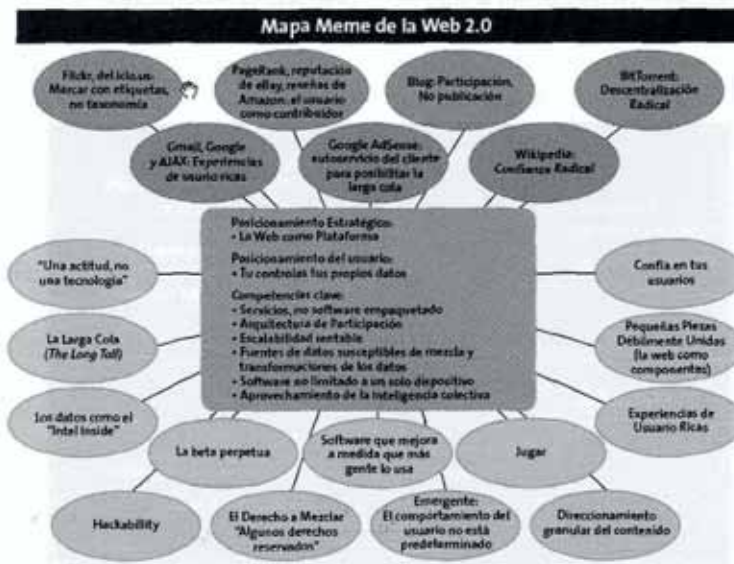 Mapa Meme de la Web 2.0
Flickr, del.icio.us:
Marcar con etiquetas,
no taxonomía
PageRank, reputación
de eBay, reseñas de
Amazon: el usuario
como contribuidor
Blog: Participación,
No publicación
BitTorrent:
Descentralización
Radical
Gmail, Google
y AJAX: Experiencias
de usurio ricas
Google AdSense:
autoservicio del cliente
para posibilitar la
larga cola
Wikipedia:
Confianza Radical
Posicionamiento Estratégico:
• La Web como Plataforma
Posicionamiento del usuario:
• Tu controlas tus propios datos
Competencias clave:
• Servicios, no software empaquetado
• Arquitectura de Participación
• Escalabilidad rentable
• Fuentes de datos susceptibles de mezcla y
transformaciones de los datos
• Software no limitado a un solo dispositivo
• Aprovechamiento de la inteligencia colectiva
"Una actitud, no
una tecnología"
La Larga Cola
(The Long Tail)
Los datos como el
"Intel Inside"
Confía en tus
usuarios
Pequeñas Piezas
Débilmente Unidas
(la web como
componentes)
Experiencias de
Usuario Ricas
La beta perpetua
Software que mejora
a medida que más
gente lo usa
Jugar
Hackability
El Derecho a Mezclar
"Algunos derechos
reservados"
Emergente:
El comportamiento del
usuario no está
predeterminado
Direccionamiento
granular del contenido